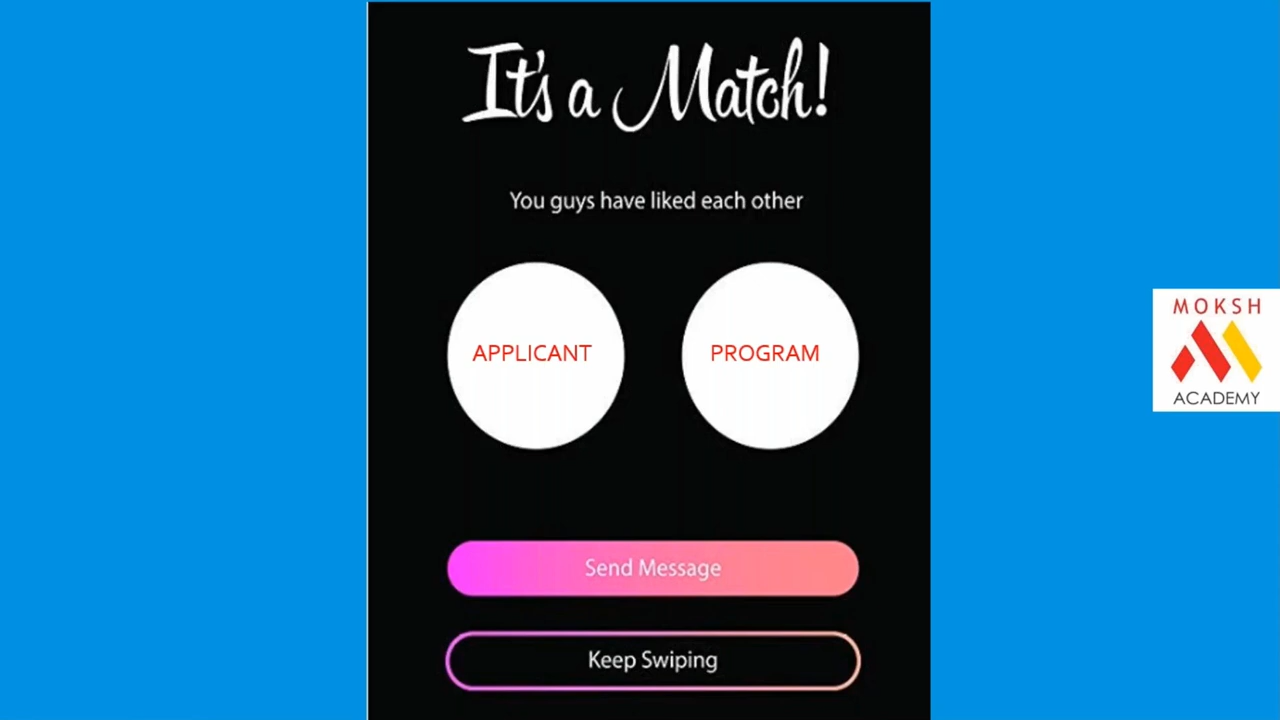 It's a Match!
You guys have liked each other
APPLICANT
PROGRAM
Send Message
Keep Swiping
MOKSH
ACADEMY